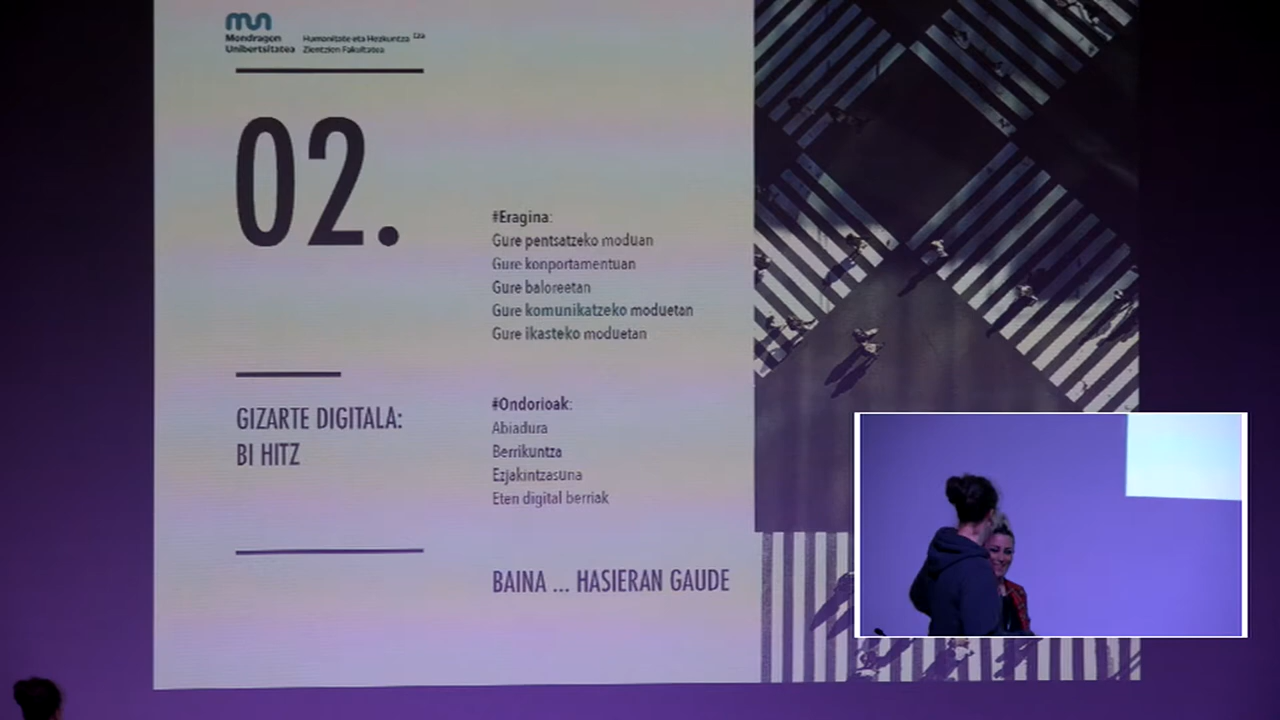 mun
Mondragon
Unibertsitatea
Humanitate eta Hezkuntza
Zientzien Fakultatea
02.
#Eragina:
Gure pentsatzeko moduan
Gure konportamentuan
Gure baloreetan
Gure komunikatzeko moduetan
Gure ikasteko moduetan
GIZARTE DIGITALA:
BI HITZ
#Ondorioak:
Abiadura
Berrikuntza
Ezjakintzasuna
Eten digital berriak
BAINA ... HASIERAN GAUDE